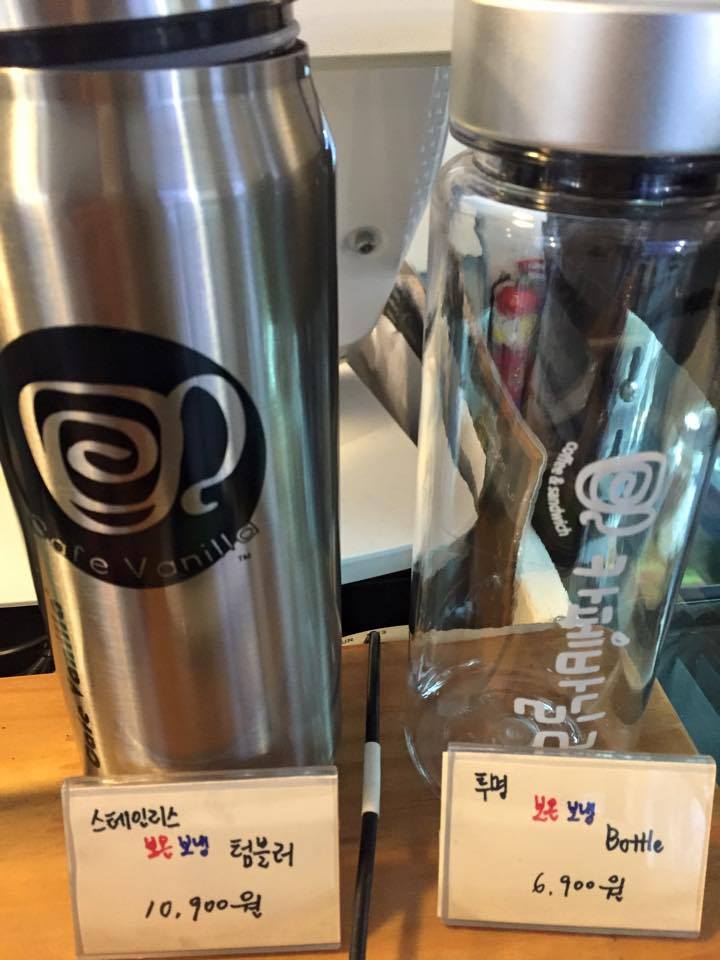 Cafe Vanilla™
Cafe Vanilla
coffee & sandwich
카페바닐라
스테인리스
보온 보냉 텀블러
10,900원
투명
보온 보냉
Bottle
6,900원